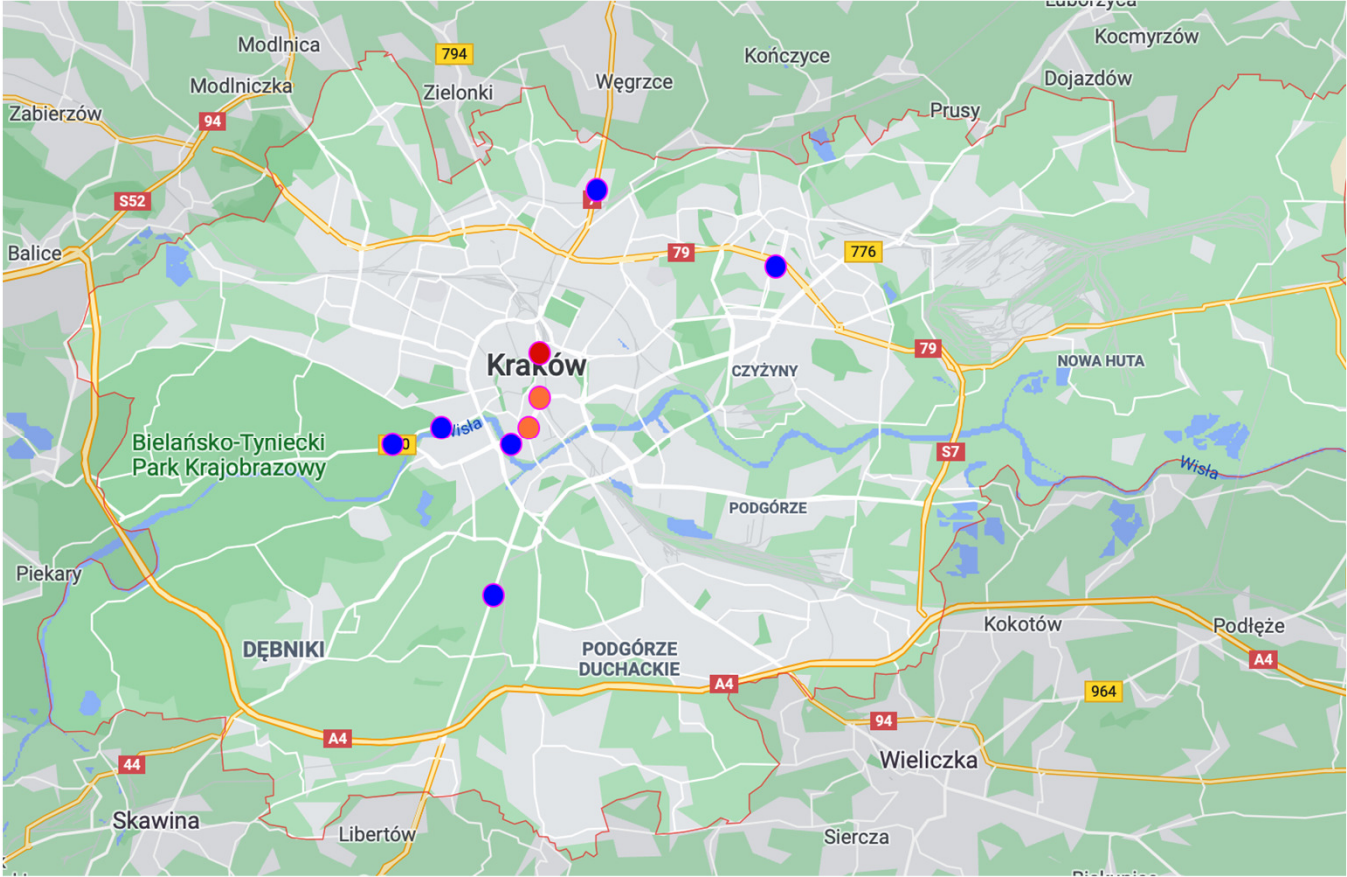 Modlnica
794
Kończyce
Kocmyrzów
Modlniczka
Zielonki
Węgrzce
Dojazdów
Zabierzów
94
Prusy
S52
Balice
79
776
Kraków
79
CZYŻYNY
NOWA HUTA
Bielańsko-Tyniecki
Park Krajobrazowy
Wisła
S7
Wisła
PODGÓRZE
Piekary
DĘBNIKI
PODGÓRZE
DUCHACKIE
Kokotów
Podłęże
A4
A4
964
A4
94
44
Wieliczka
Skawina
Libertów
Siercza